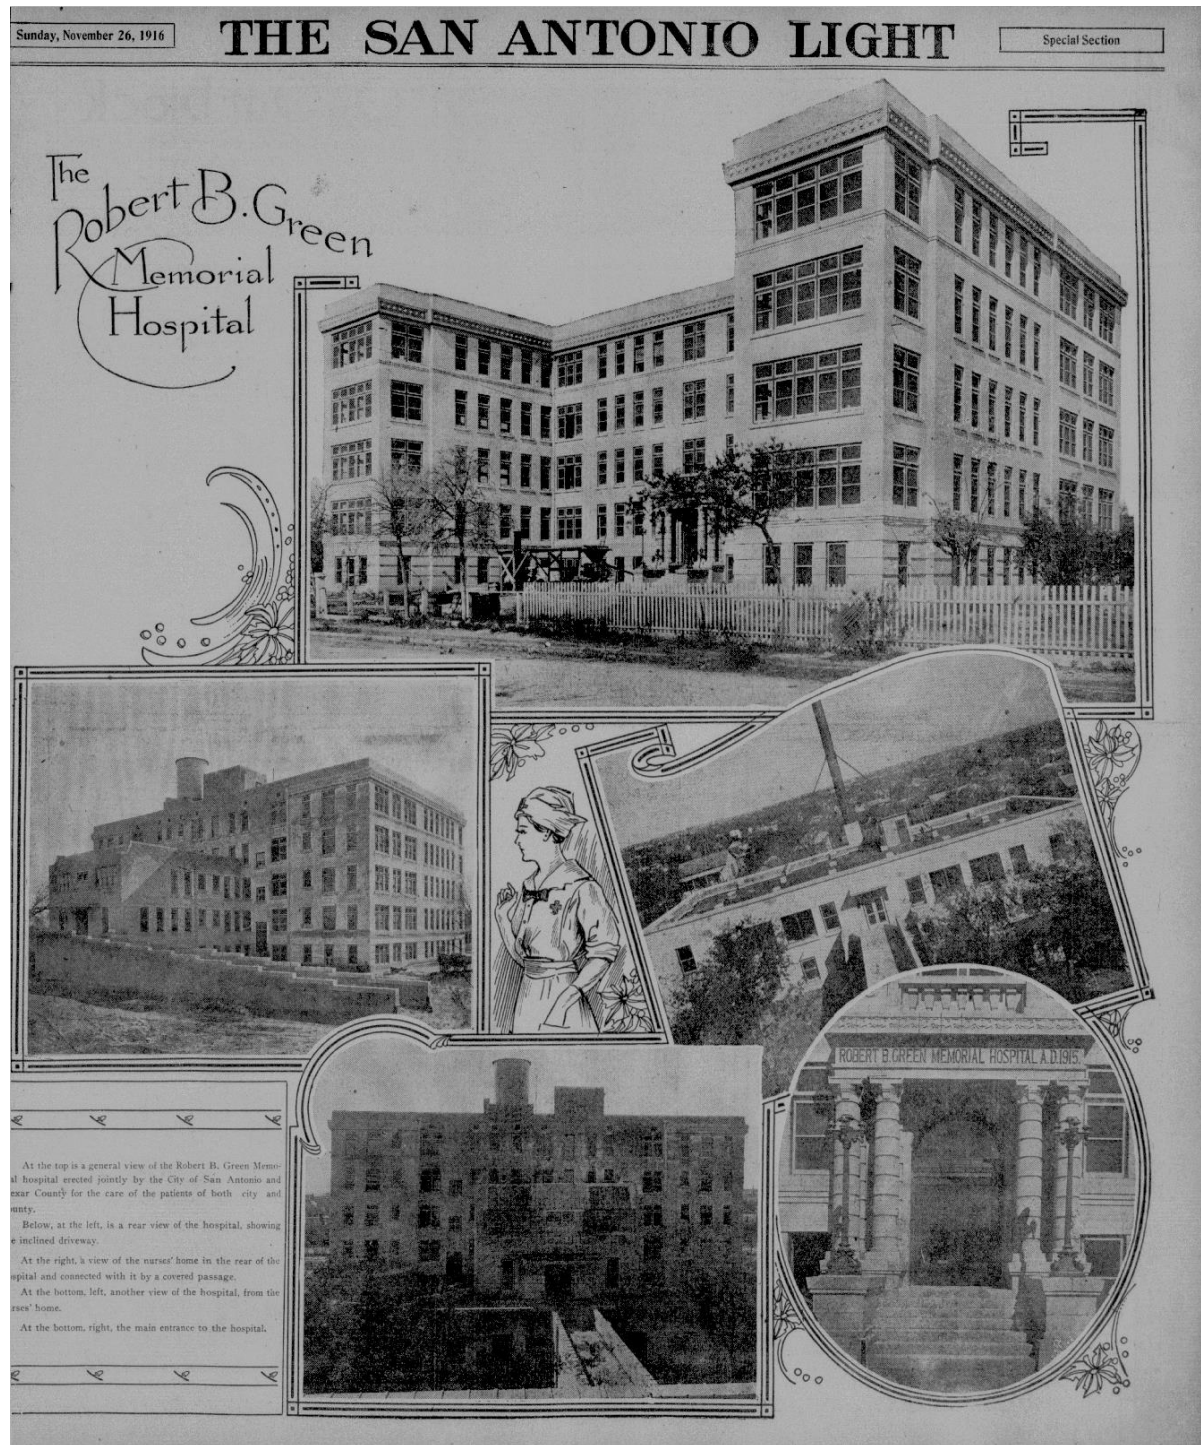 Sunday, November 26, 1916
THE SAN ANTONIO LIGHT
Special Section
The
Robert B. Green
Memorial
Hospital
ROBERT B. GREEN MEMORIAL HOSPITAL A.D. 1915.
At the top is a general view of the Robert B. Green Memo-
al hospital erected jointly by the City of San Antonio and
exar County for the care of the patients of both city and
unty.
Below, at the left, is a rear view of the hospital, showing
e inclined driveway.
At the right, a view of the nurses' home in the rear of the
spital and connected with it by a covered passage.
At the bottom, left, another view of the hospital, from the
rses' home.
At the bottom, right, the main entrance to the hospital.